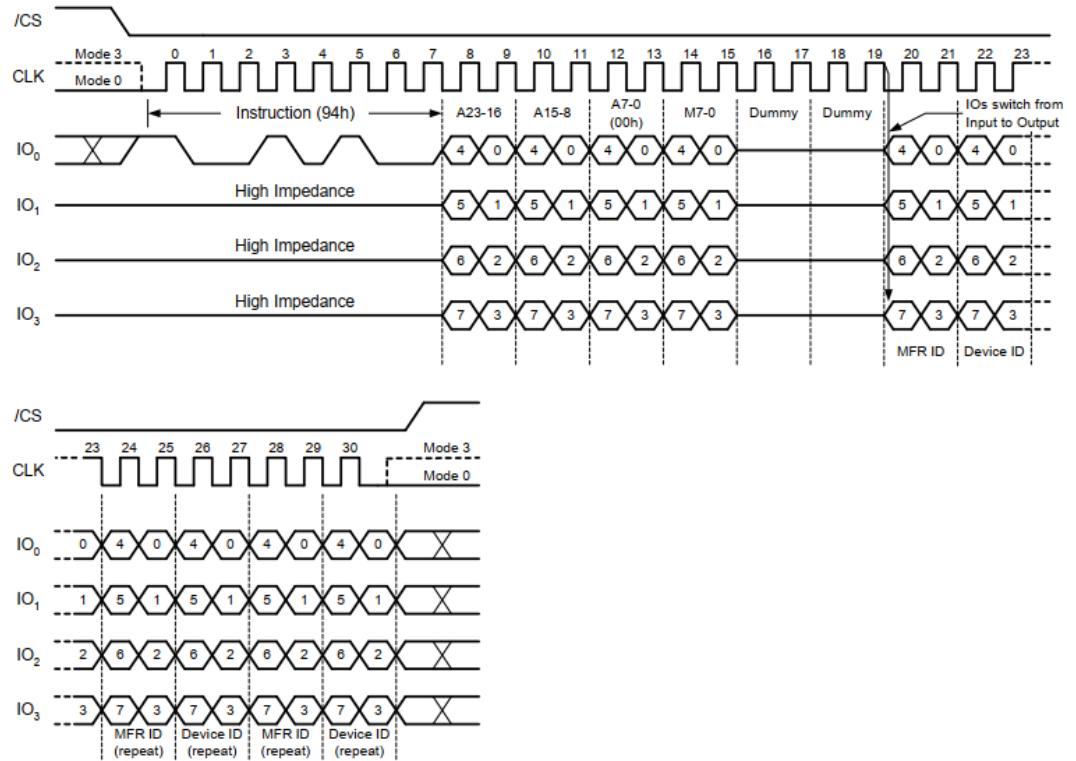 /CS
Mode 3 0 1 2 3 4 5 6 7 8 9 10 11 12 13 14 15 16 17 18 19 20 21 22 23
CLK
Mode 0
Instruction (94h) A23-16 A15-8 A7-0 M7-0 Dummy Dummy IOs switch from
(00h) Input to Output
IO0 4 0 4 0 4 0 4 0 4 0 4 0
High Impedance
IO1 5 1 5 1 5 1 5 1 5 1 5 1
High Impedance
IO2 6 2 6 2 6 2 6 2 6 2 6 2
High Impedance
IO3 7 3 7 3 7 3 7 3 7 3 7 3
MFR ID Device ID
/CS
23 24 25 26 27 28 29 30 Mode 3
CLK
Mode 0
IO0 0 4 0 4 0 4 0 4 0
IO1 1 5 1 5 1 5 1 5 1
IO2 2 6 2 6 2 6 2 6 2
IO3 3 7 3 7 3 7 3 7 3
MFR ID Device ID MFR ID Device ID
(repeat) (repeat) (repeat) (repeat)